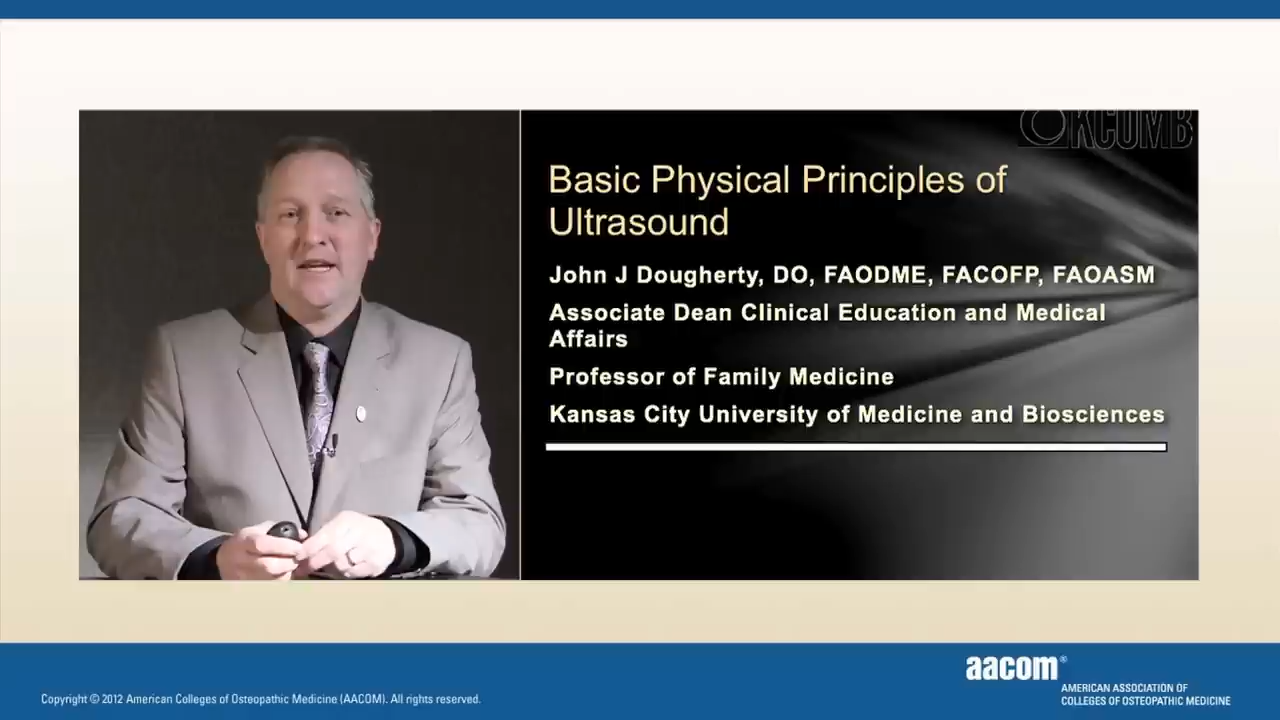 KCUMB
Basic Physical Principles of
Ultrasound
John J Dougherty, DO, FAODME, FACOFP, FAOASM
Associate Dean Clinical Education and Medical
Affairs
Professor of Family Medicine
Kansas City University of Medicine and Biosciences
aacom®
AMERICAN ASSOCIATION OF
COLLEGES OF OSTEOPATHIC MEDICINE
Copyright © 2012 American Colleges of Osteopathic Medicine (AACOM). All rights reserved.